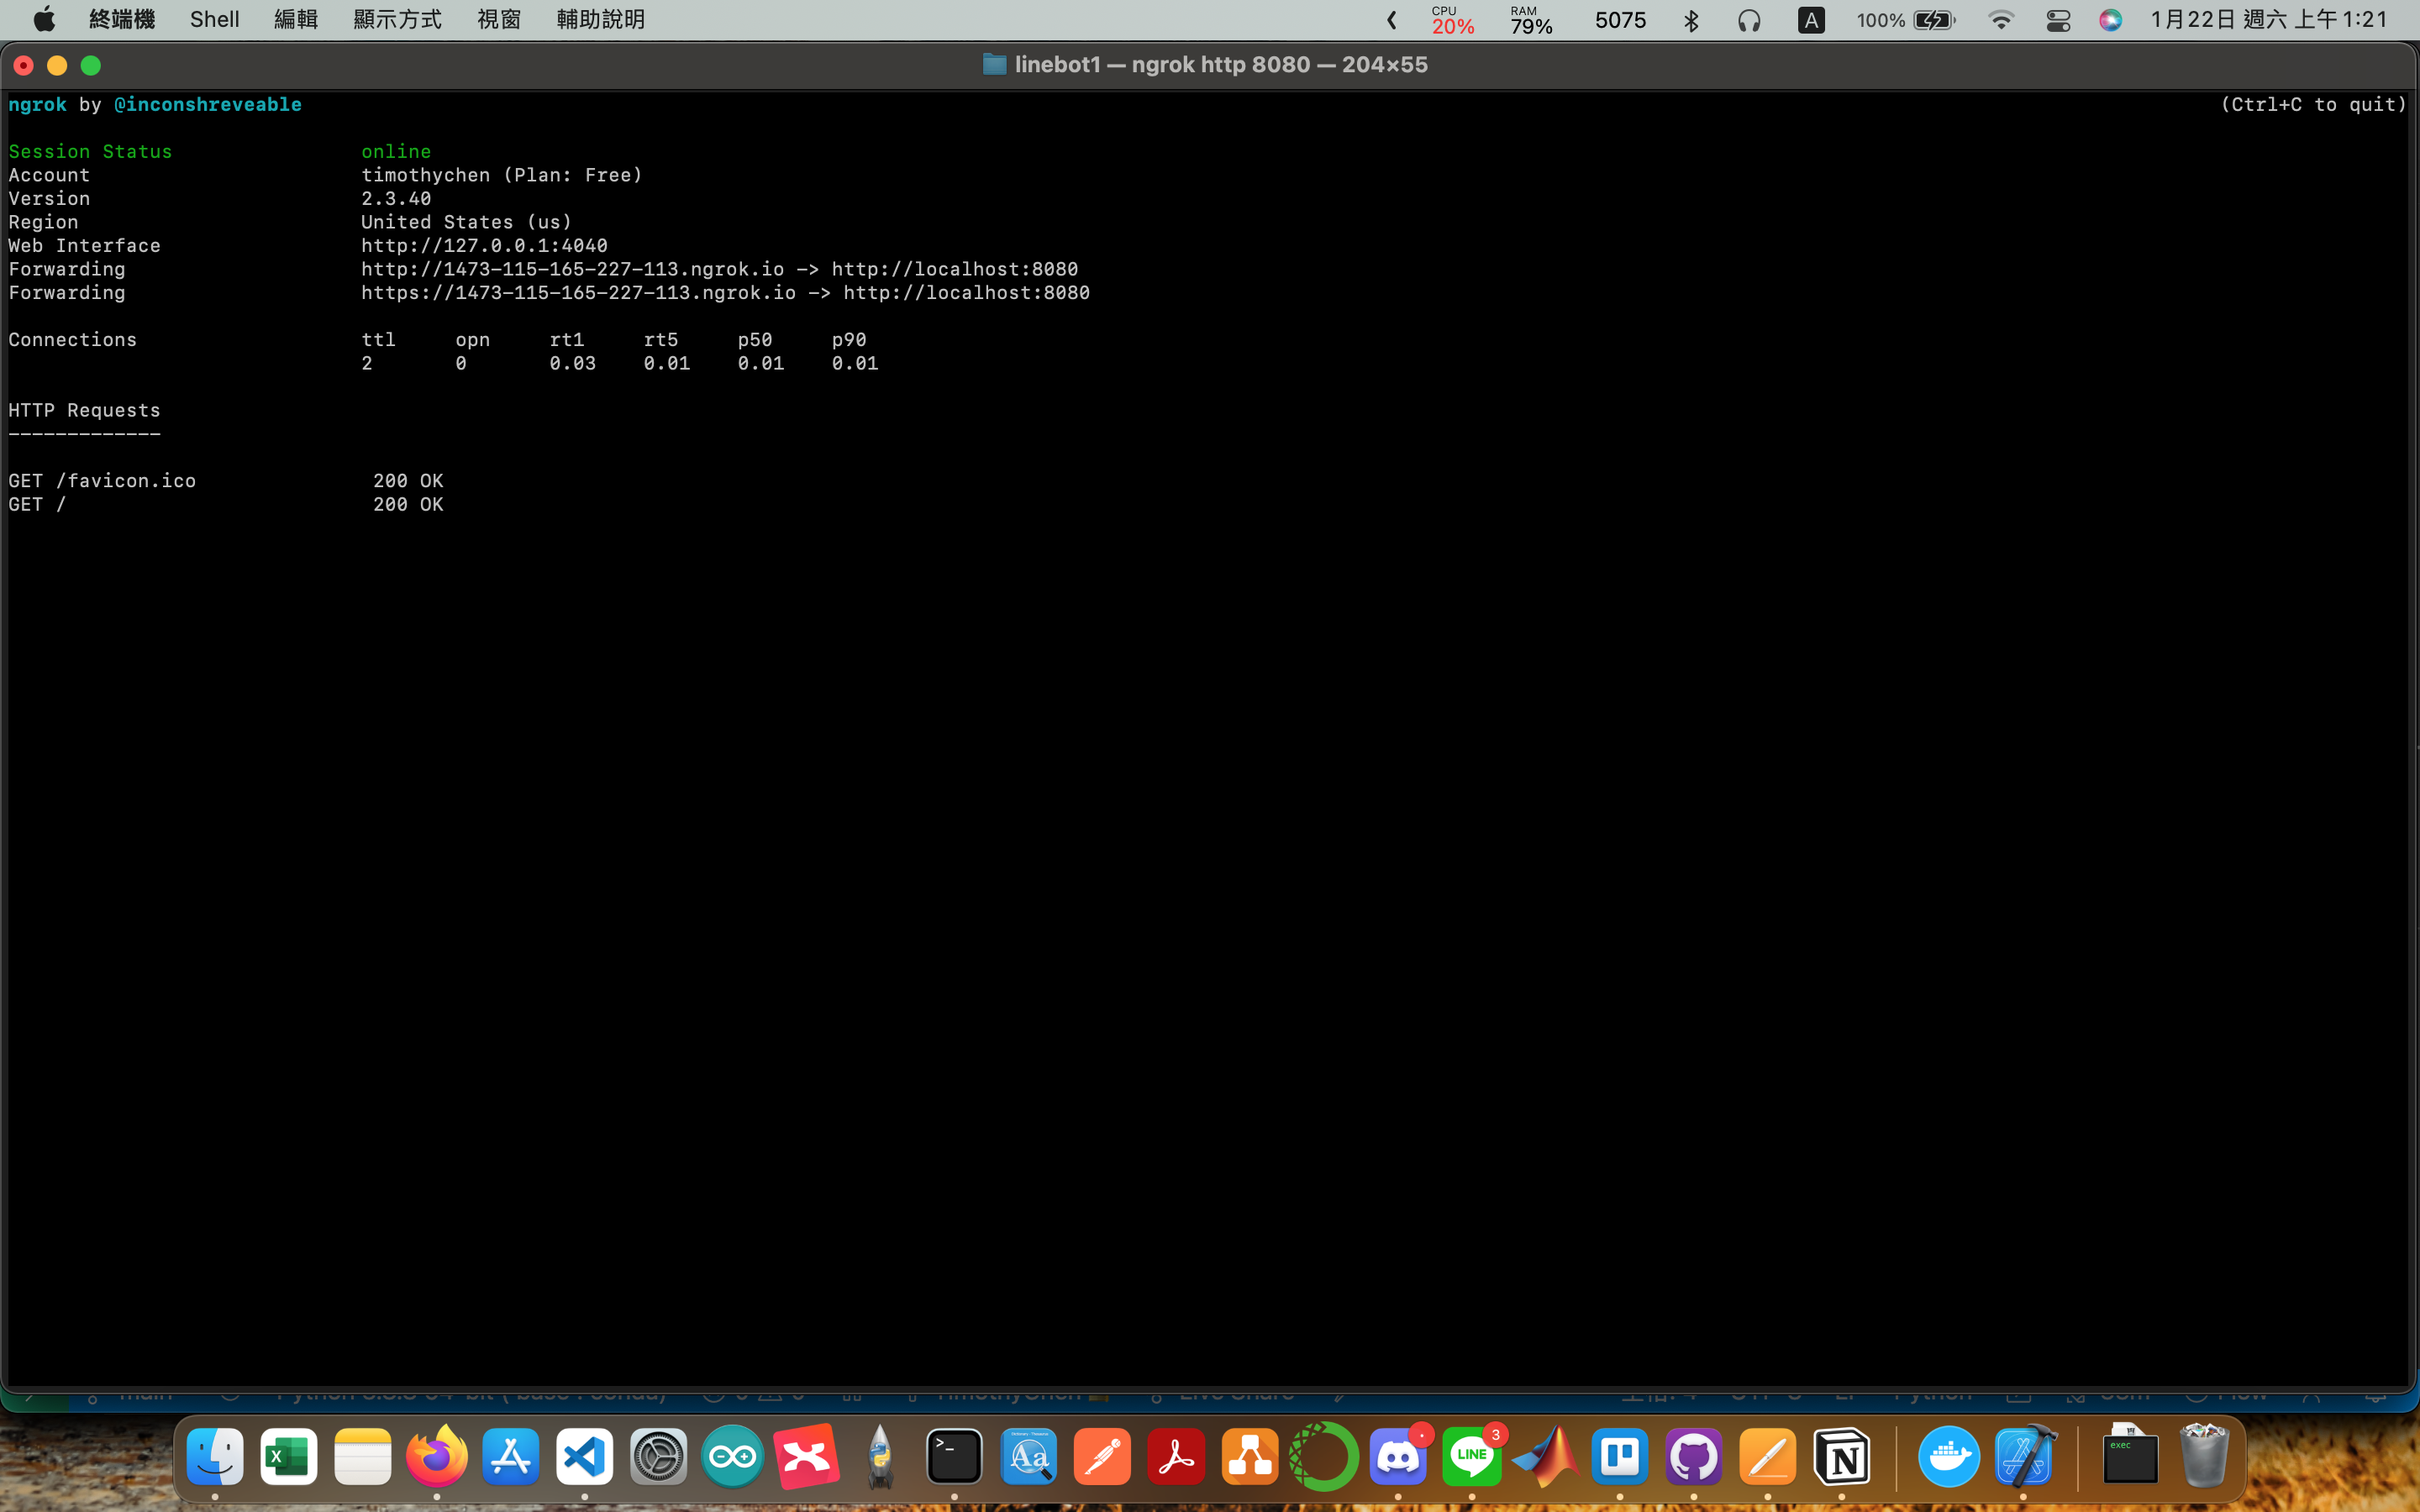 終端機 Shell 編輯 顯示方式 視窗 輔助說明 CPU 20% RAM 79% 5075 A 100% 1月22日 週六 上午1:21
linebot1 — ngrok http 8080 — 204×55
ngrok by @inconshreveable (Ctrl+C to quit)
Session Status online
Account timothychen (Plan: Free)
Version 2.3.40
Region United States (us)
Web Interface http://127.0.0.1:4040
Forwarding http://1473-115-165-227-113.ngrok.io -> http://localhost:8080
Forwarding https://1473-115-165-227-113.ngrok.io -> http://localhost:8080
Connections ttl opn rt1 rt5 p50 p90
2 0 0.03 0.01 0.01 0.01
HTTP Requests
-------------
GET /favicon.ico 200 OK
GET / 200 OK
Aa
LINE
3
exec